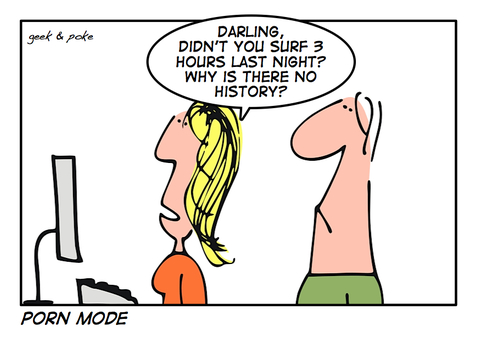 geek & poke
DARLING,
DIDN'T YOU SURF 3
HOURS LAST NIGHT?
WHY IS THERE NO
HISTORY?
PORN MODE